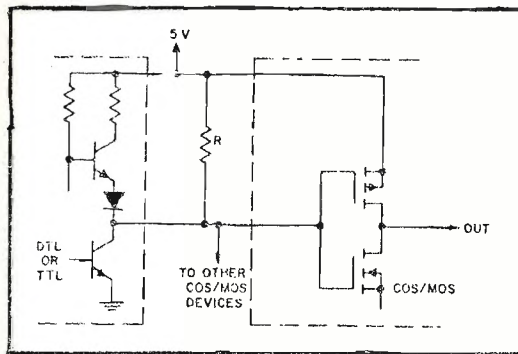 5 V
R
DTL
OR
TTL
TO OTHER
COS/MOS
DEVICES
OUT
COS/MOS